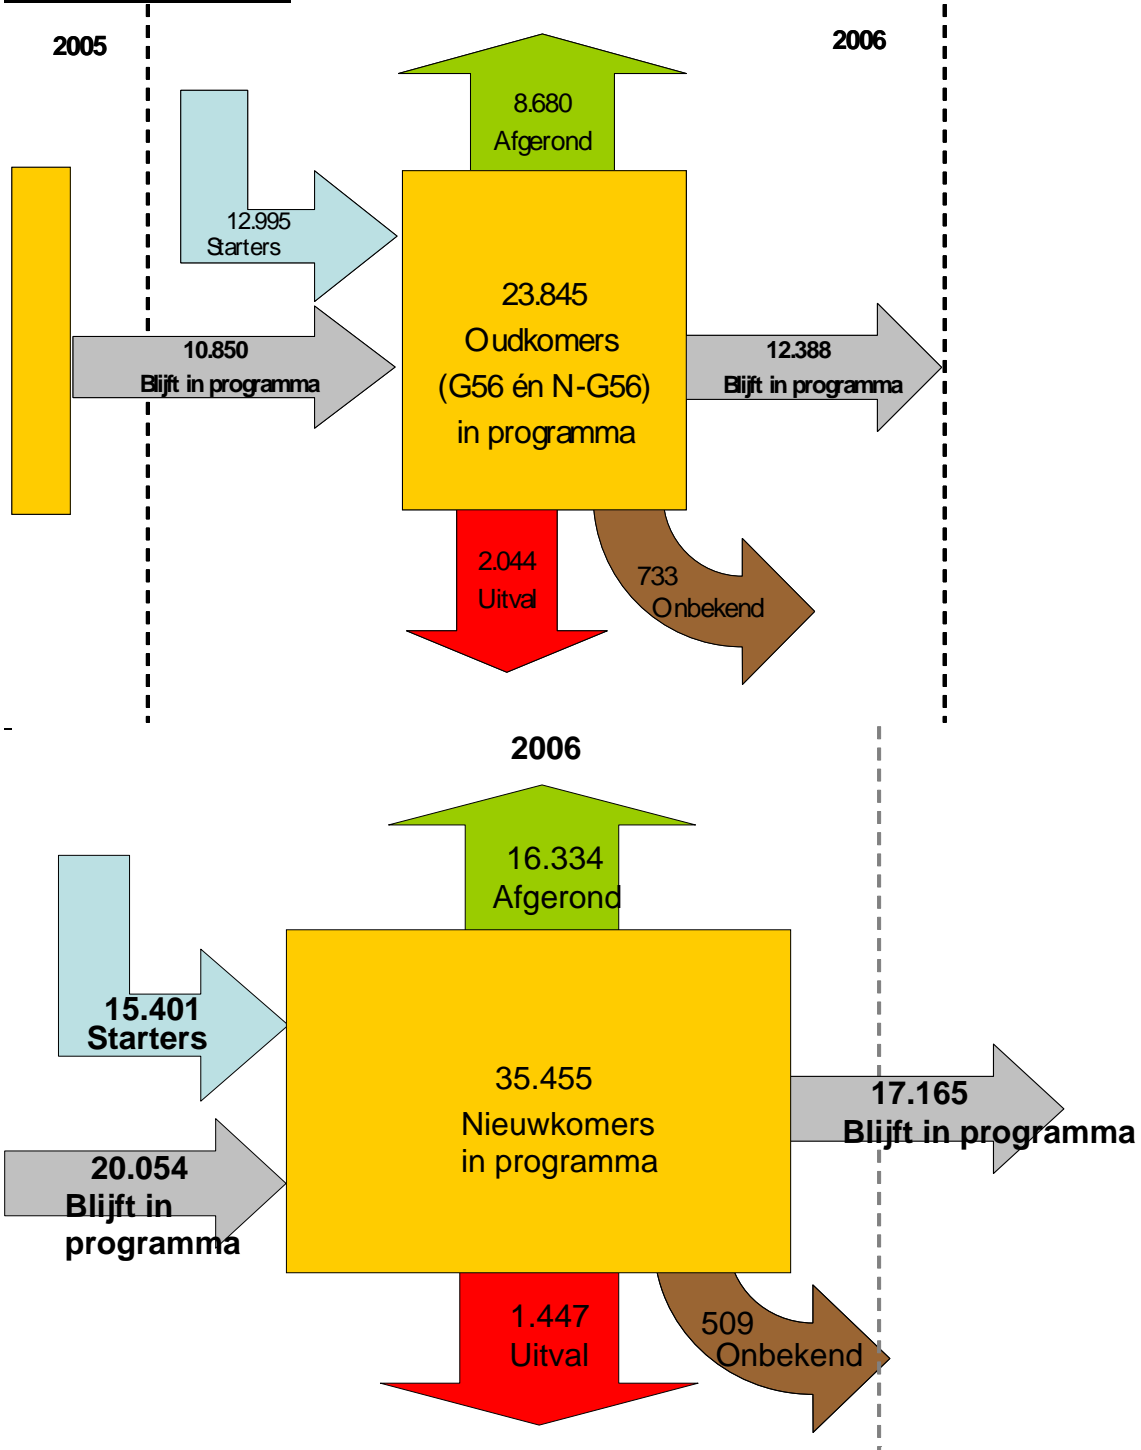 2005
2006
8.680
Afgerond
12.995
Starters
23.845
Oudkomers
(G56 én N-G56)
in programma
10.850
Blijft in programma
12.388
Blijft in programma
2.044
Uitval
733
Onbekend
2006
16.334
Afgerond
15.401
Starters
35.455
Nieuwkomers
in programma
17.165
Blijft in programma
20.054
Blijft in
programma
1.447
Uitval
509
Onbekend